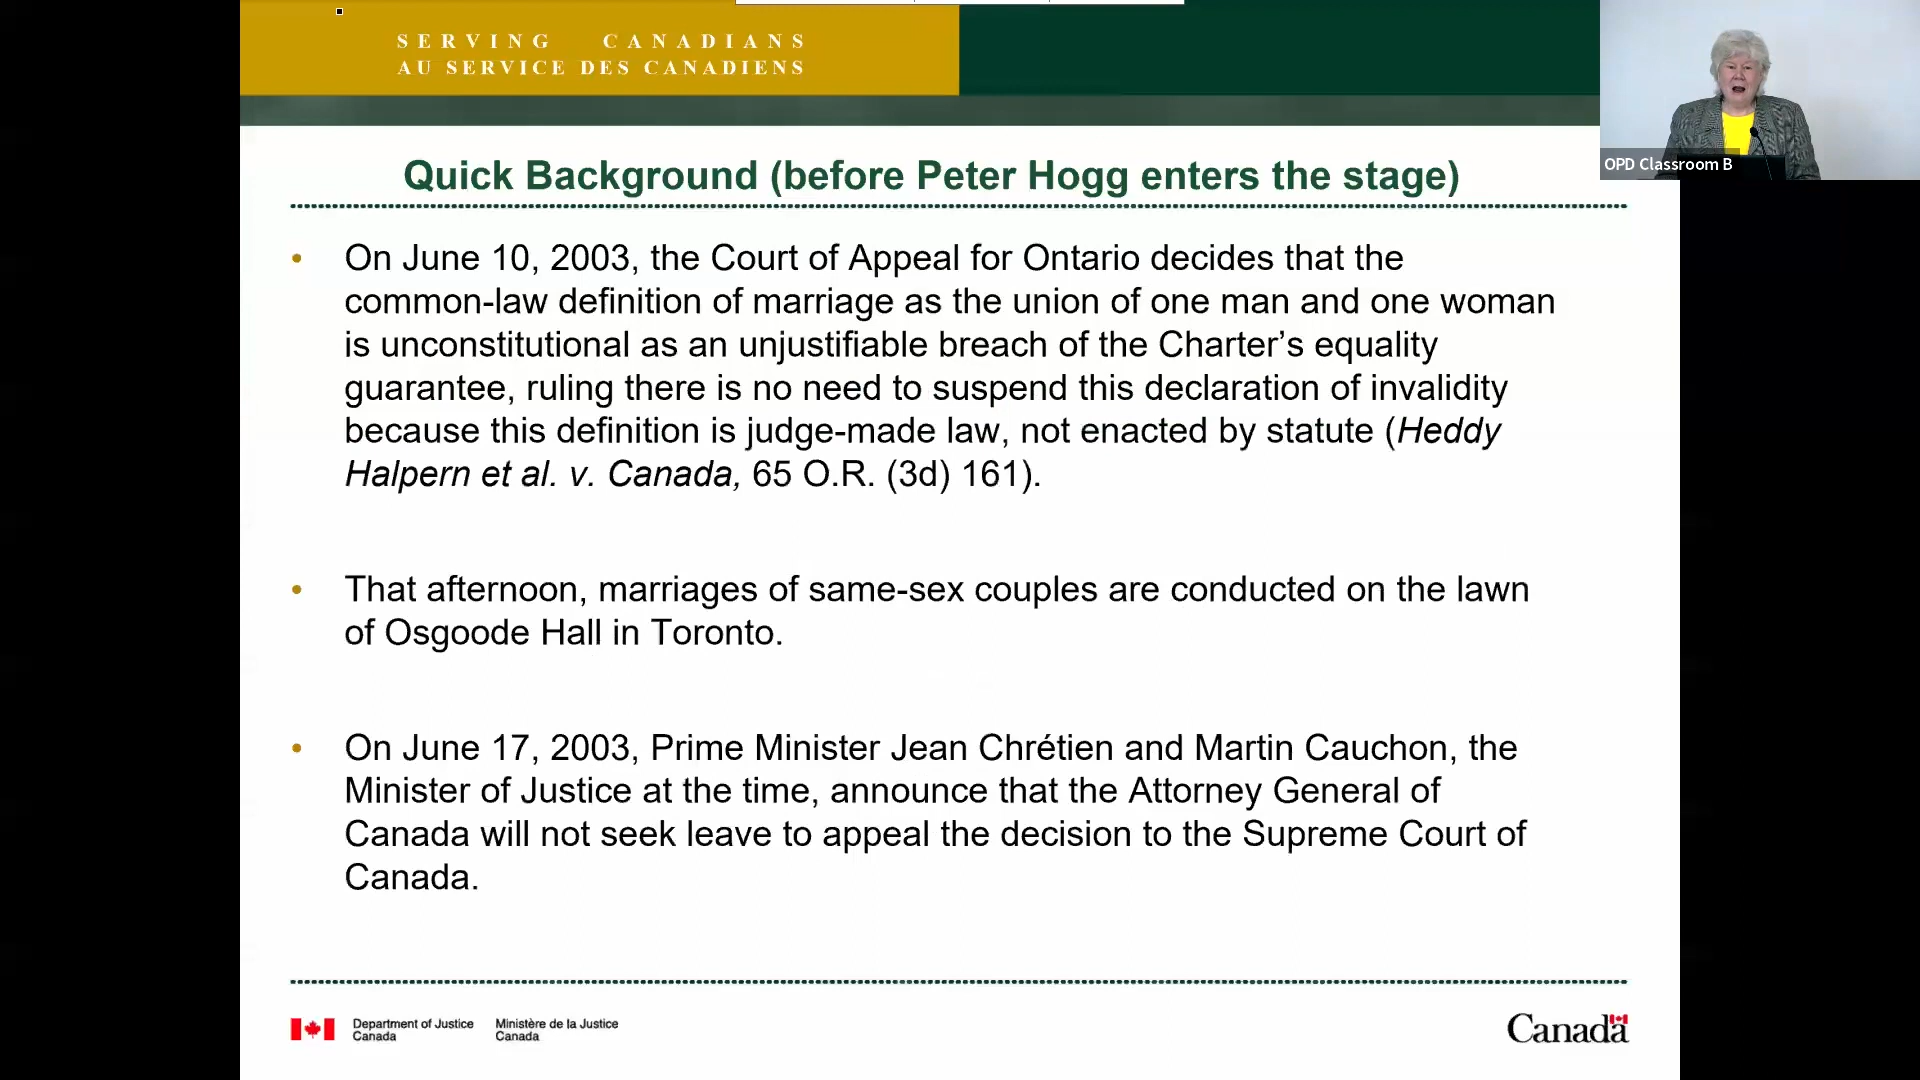 SERVING CANADIANS
AU SERVICE DES CANADIENS
OPD Classroom B
Quick Background (before Peter Hogg enters the stage)
• On June 10, 2003, the Court of Appeal for Ontario decides that the
common-law definition of marriage as the union of one man and one woman
is unconstitutional as an unjustifiable breach of the Charter’s equality
guarantee, ruling there is no need to suspend this declaration of invalidity
because this definition is judge-made law, not enacted by statute (Heddy
Halpern et al. v. Canada, 65 O.R. (3d) 161).
• That afternoon, marriages of same-sex couples are conducted on the lawn
of Osgoode Hall in Toronto.
• On June 17, 2003, Prime Minister Jean Chrétien and Martin Cauchon, the
Minister of Justice at the time, announce that the Attorney General of
Canada will not seek leave to appeal the decision to the Supreme Court of
Canada.
Department of Justice
Canada
Ministère de la Justice
Canada
Canada